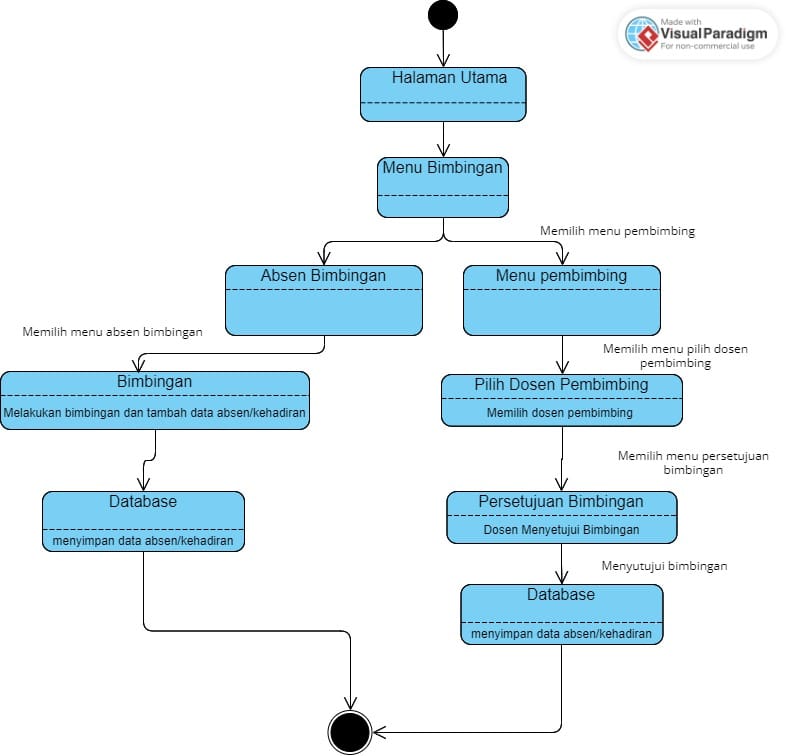 Made with
VisualParadigm
For non-commercial use
Halaman Utama
Menu Bimbingan
Memilih menu pembimbing
Absen Bimbingan
Menu pembimbing
Memilih menu absen bimbingan
Memilih menu pilih dosen
pembimbing
Bimbingan
Melakukan bimbingan dan tambah data absen/kehadiran
Pilih Dosen Pembimbing
Memilih dosen pembimbing
Memilih menu persetujuan
bimbingan
Database
menyimpan data absen/kehadiran
Persetujuan Bimbingan
Dosen Menyetujui Bimbingan
Menyutujui bimbingan
Database
menyimpan data absen/kehadiran